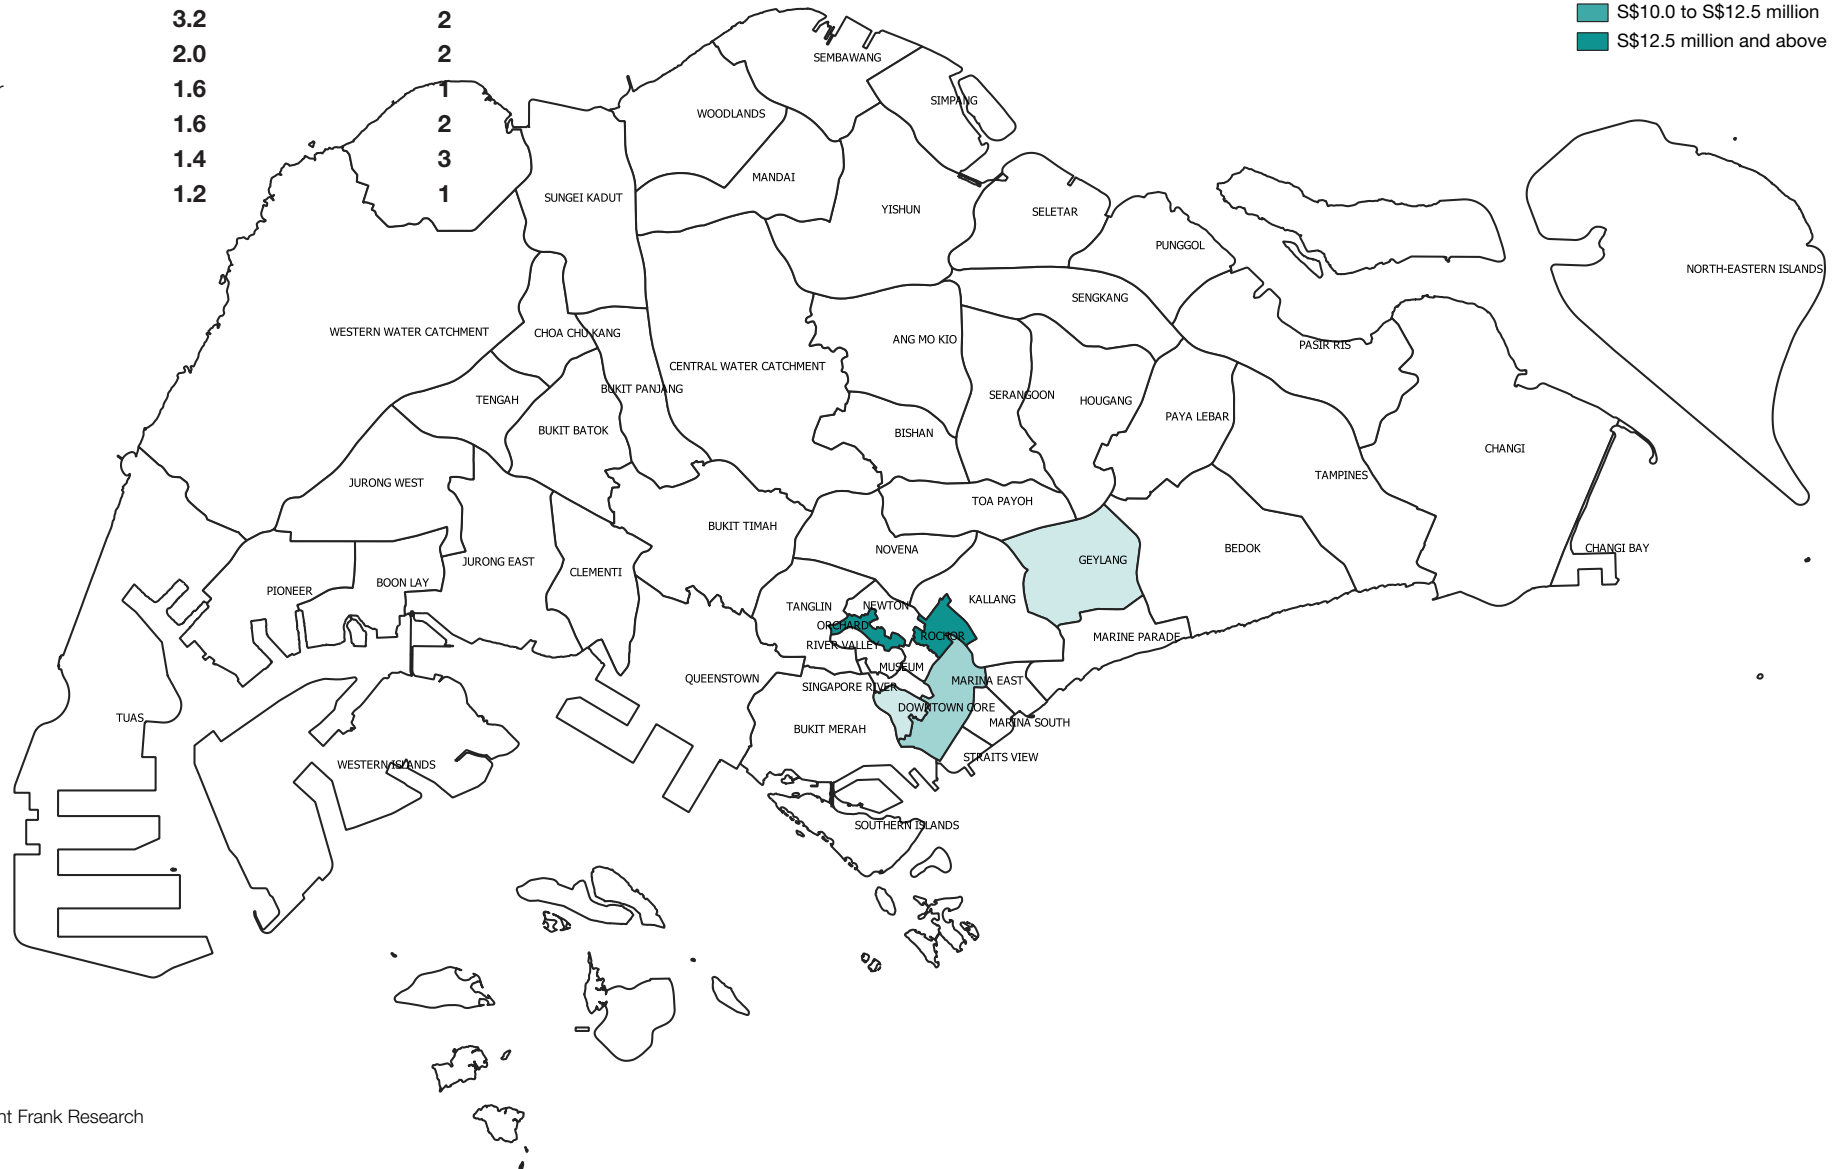 3.2 2
2.0 2
1.6 1
1.6 2
1.4 3
1.2 1
S$10.0 to S$12.5 million
S$12.5 million and above
SEMBAWANG
SIMPANG
WOODLANDS
MANDAI
SUNGEI KADUT
YISHUN
SELETAR
PUNGGOL
NORTH-EASTERN ISLANDS
SENGKANG
WESTERN WATER CATCHMENT
CHOA CHU KANG
ANG MO KIO
PASIR RIS
CENTRAL WATER CATCHMENT
BUKIT PANJANG
TENGAH
SERANGOON
HOUGANG
PAYA LEBAR
BUKIT BATOK
BISHAN
CHANGI
TAMPINES
JURONG WEST
TOA PAYOH
BUKIT TIMAH
NOVENA
BEDOK
CHANGI BAY
GEYLANG
JURONG EAST
CLEMENTI
BOON LAY
PIONEER
TANGLIN
NEWTON
KALLANG
ORCHARD
ROCHOR
MARINE PARADE
RIVER VALLEY
MUSEUM
QUEENSTOWN
MARINA EAST
SINGAPORE RIVER
DOWNTOWN CORE
TUAS
MARINA SOUTH
BUKIT MERAH
STRAITS VIEW
WESTERN ISLANDS
SOUTHERN ISLANDS
nt Frank Research